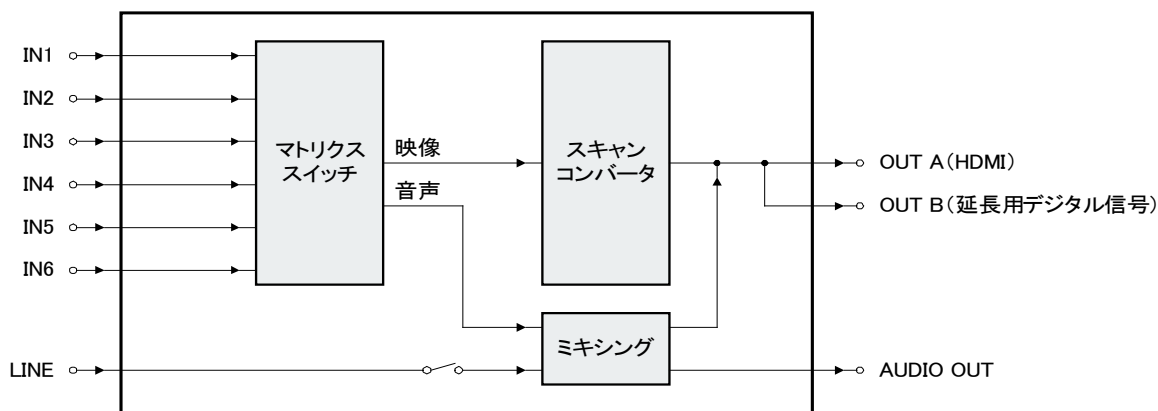 IN1
IN2
IN3
IN4
IN5
IN6
LINE
マトリクス
スイッチ
映像
音声
スキャン
コンバータ
ミキシング
OUT A(HDMI)
OUT B(延長用デジタル信号)
AUDIO OUT